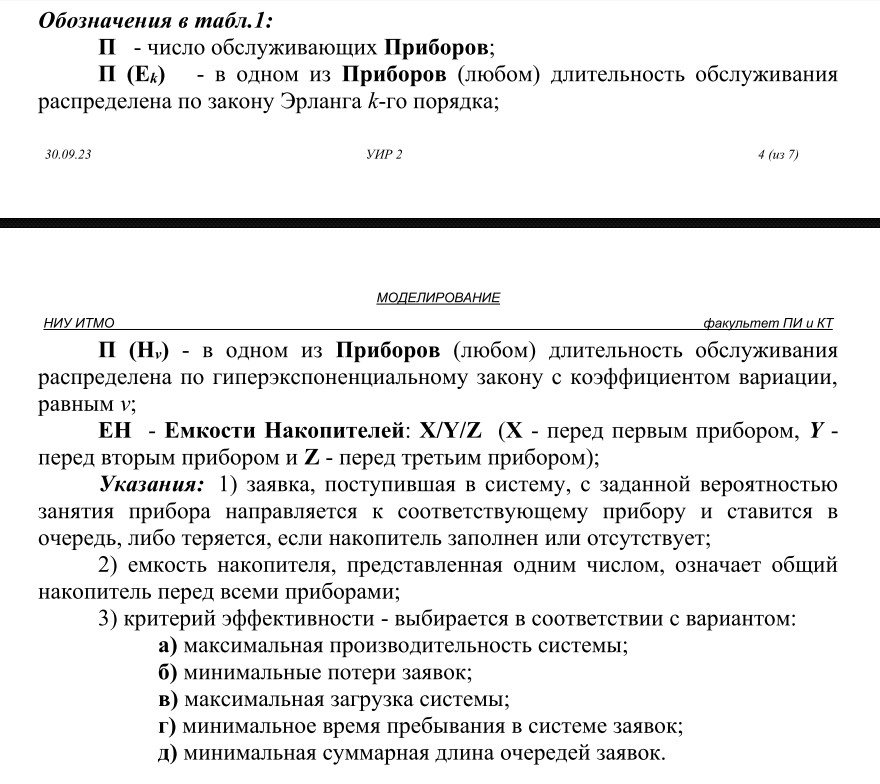 Обозначения в табл.1:
П - число обслуживающих Приборов;
П (Ek) - в одном из Приборов (любом) длительность обслуживания
распределена по закону Эрланга k-го порядка;
30.09.23 УИР 2 4 (из 7)
МОДЕЛИРОВАНИЕ
НИУ ИТМО факультет ПИ и КТ
П (Hν) - в одном из Приборов (любом) длительность обслуживания
распределена по гиперэкспоненциальному закону с коэффициентом вариации,
равным ν;
ЕН - Емкости Накопителей: X/Y/Z (X - перед первым прибором, Y -
перед вторым прибором и Z - перед третьим прибором);
Указания: 1) заявка, поступившая в систему, с заданной вероятностью
занятия прибора направляется к соответствующему прибору и ставится в
очередь, либо теряется, если накопитель заполнен или отсутствует;
2) емкость накопителя, представленная одним числом, означает общий
накопитель перед всеми приборами;
3) критерий эффективности - выбирается в соответствии с вариантом:
а) максимальная производительность системы;
б) минимальные потери заявок;
в) максимальная загрузка системы;
г) минимальное время пребывания в системе заявок;
д) минимальная суммарная длина очередей заявок.